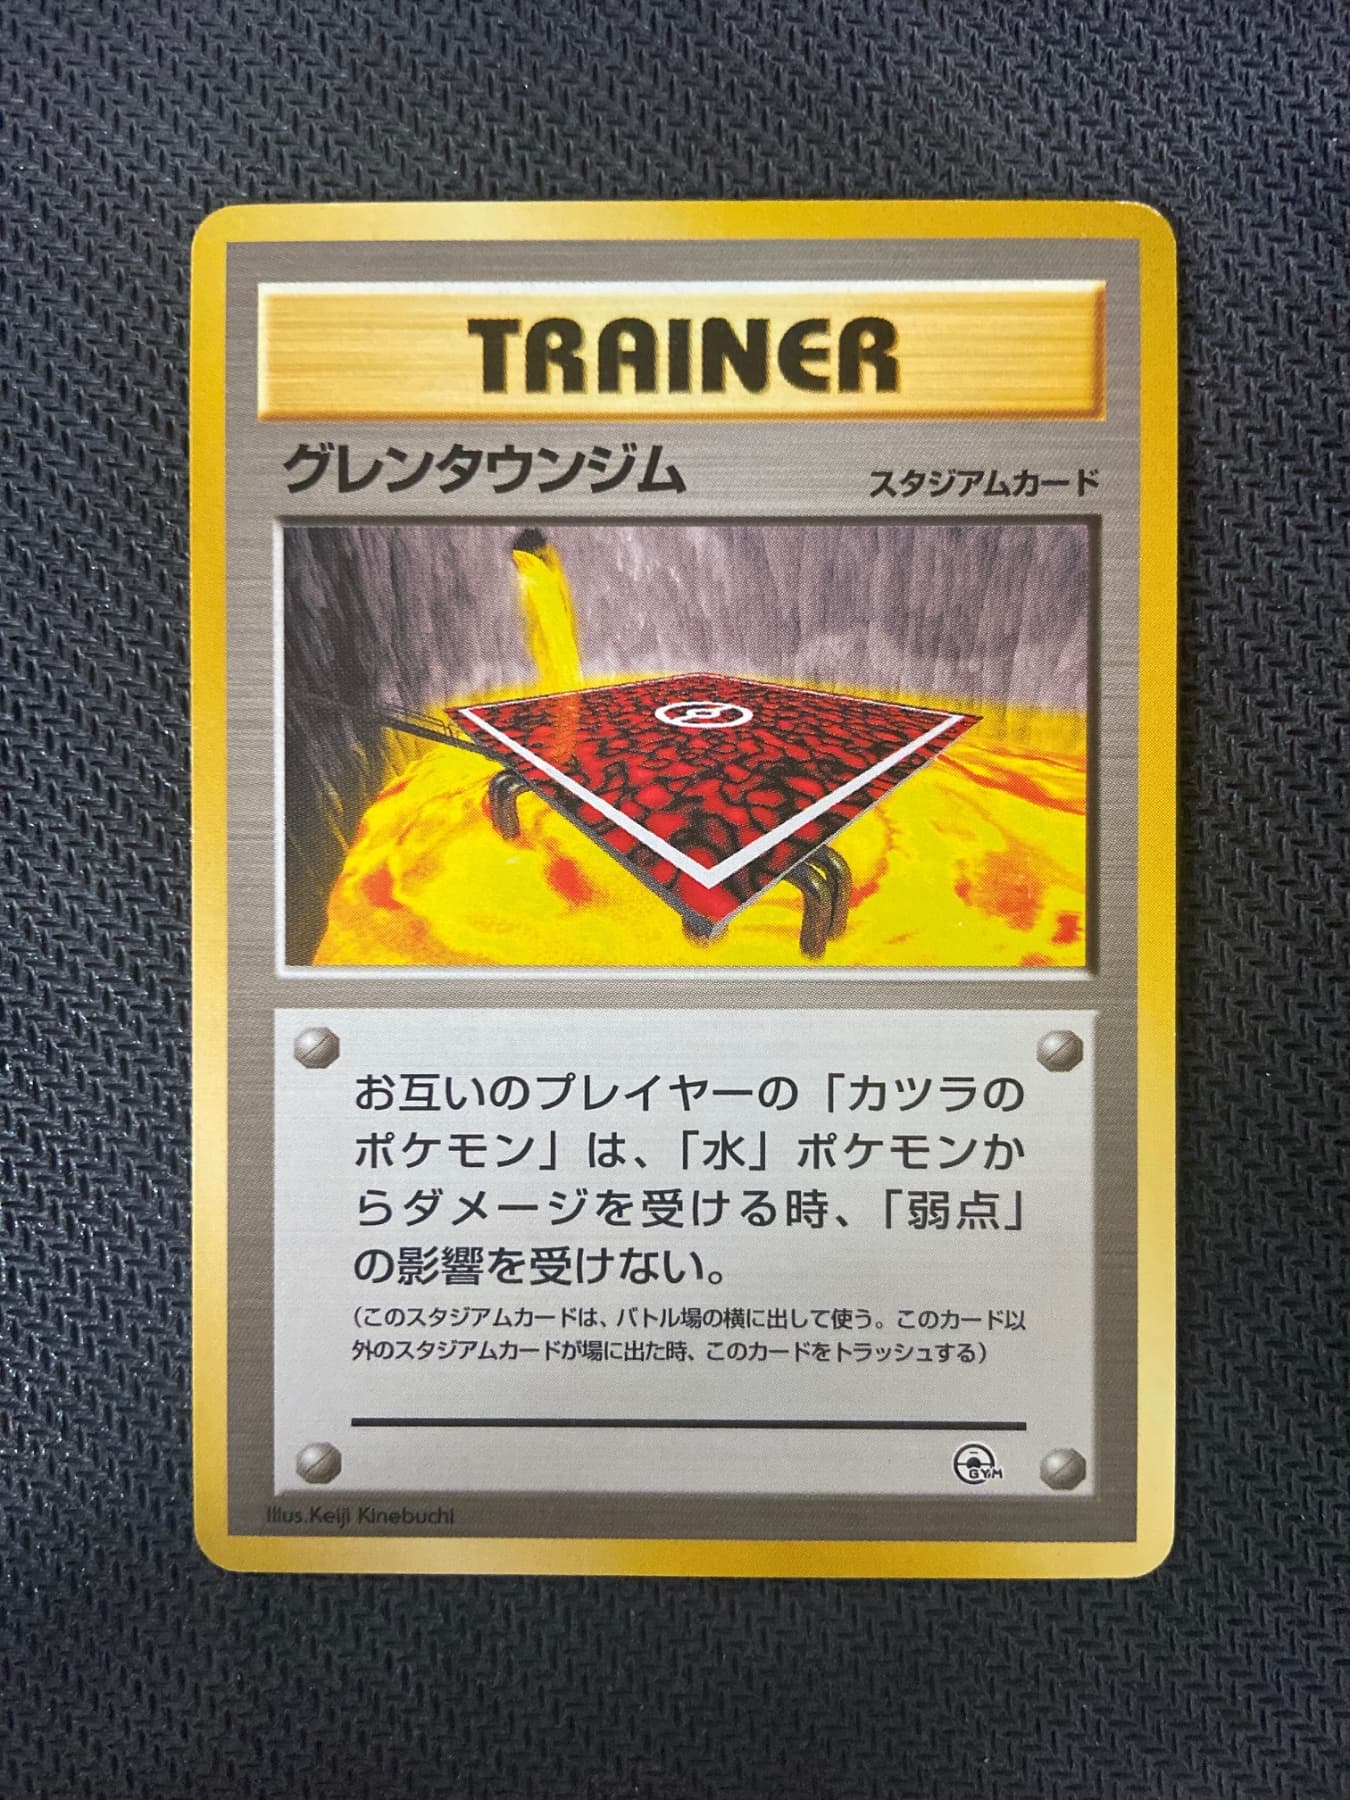 TRAINER
グレンタウンジム
スタジアムカード
お互いのプレイヤーの「カツラの
ポケモン」は、「水」ポケモンか
らダメージを受ける時、「弱点」
の影響を受けない。
(このスタジアムカードは、バトル場の横に出して使う。このカード以
外のスタジアムカードが場に出た時、このカードをトラッシュする)
GYM
Illus.Keiji Kinebuchi